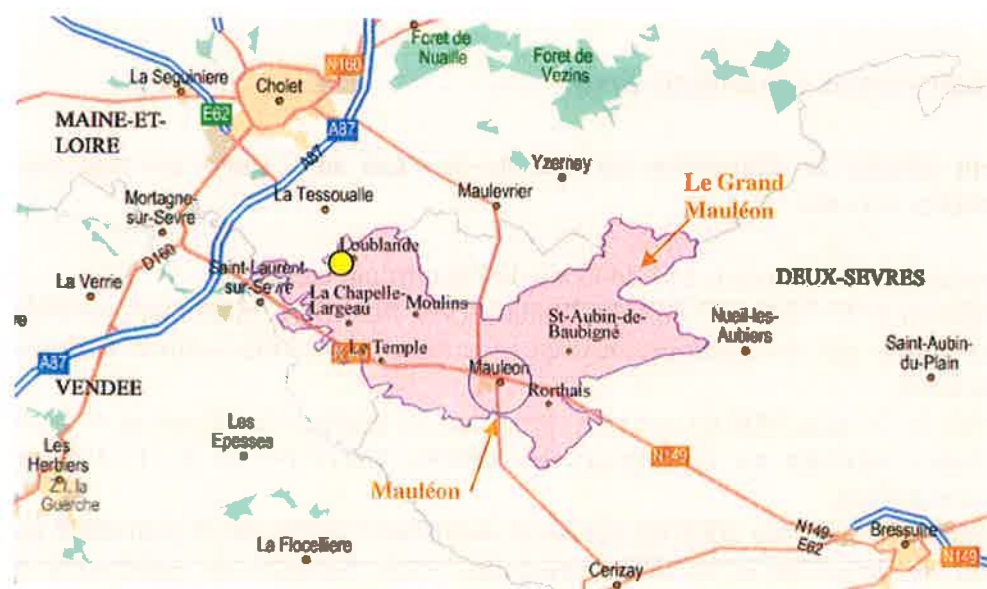 Foret de
Nuaille
Foret de
Vezins
N160
La Seguiniere
Cholet
E62
MAINE-ET-
LOIRE
A87
A87
Yzernay
Mortagne-
sur-Sevre
La Tessoualle
Maulevrier
Le Grand
Mauléon
D160
Loublande
La Verrie
Saint-Laurent-
sur-Sevre
DEUX-SEVRES
La Chapelle-
Largeau
Moulins
St-Aubin-de-
Baubigné
Nueil-les-
Aubiers
Le Temple
Saint-Aubin-
du-Plain
A87
VENDEE
Mauleon
Rorthais
Les
Epesses
Les
Herbiers
Z.I. la
Guerche
N149
Mauléon
N149-
E62
Bressuire
La Flocelliere
N149
Cerizay